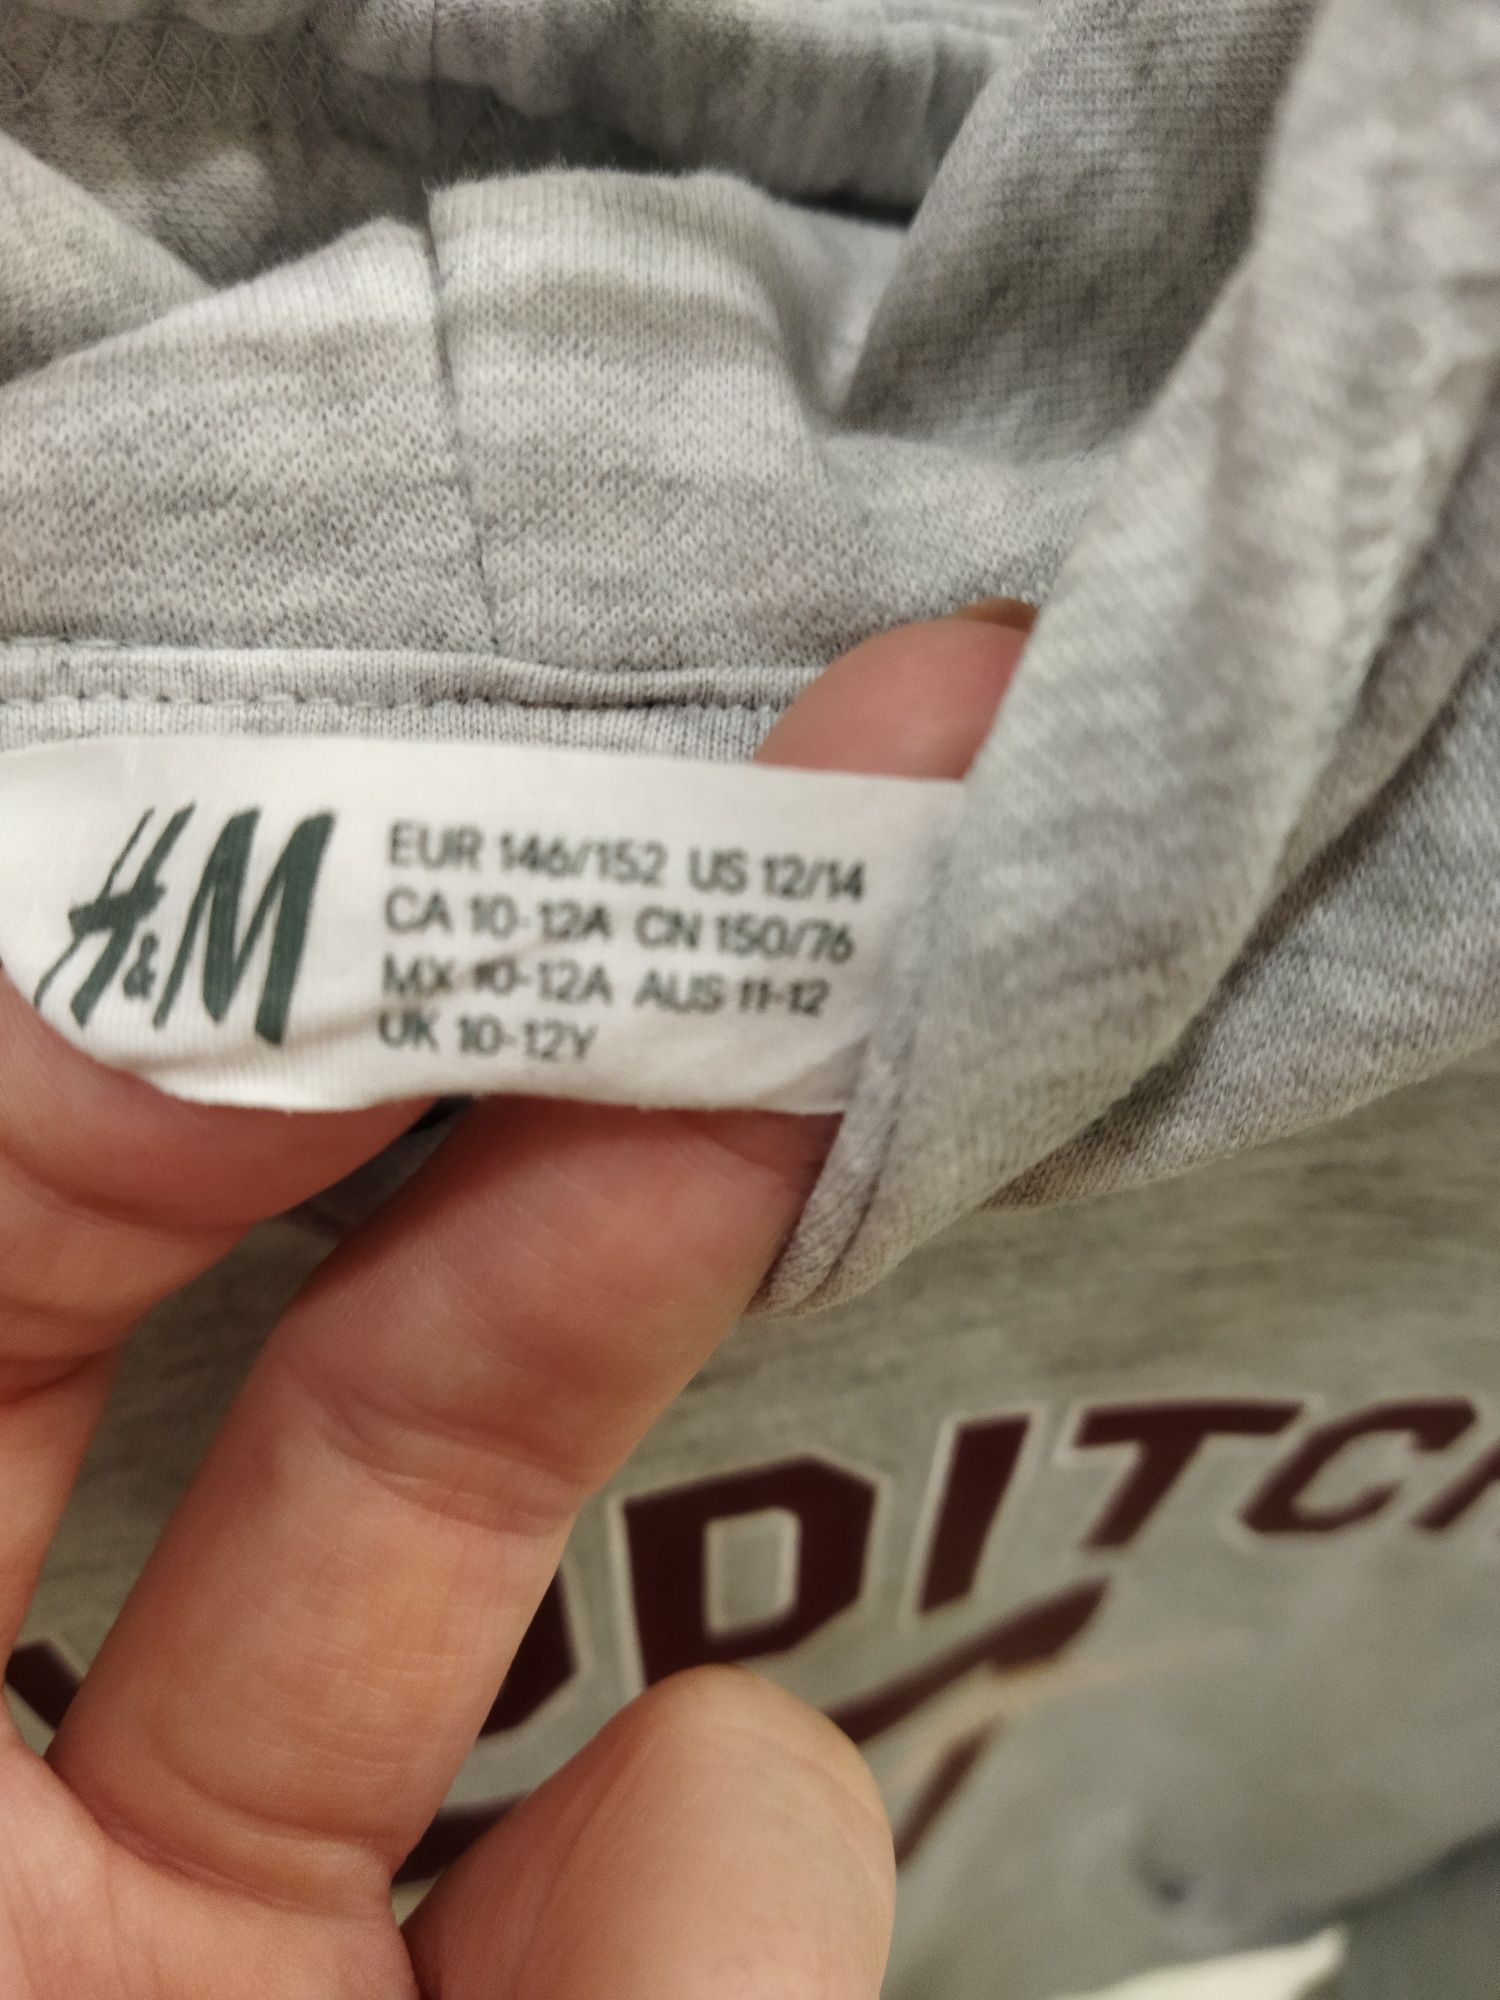 H&M
EUR 146/152 US 12/14
CA 10-12A CN 150/76
MX 10-12A AUS 11-12
UK 10-12Y